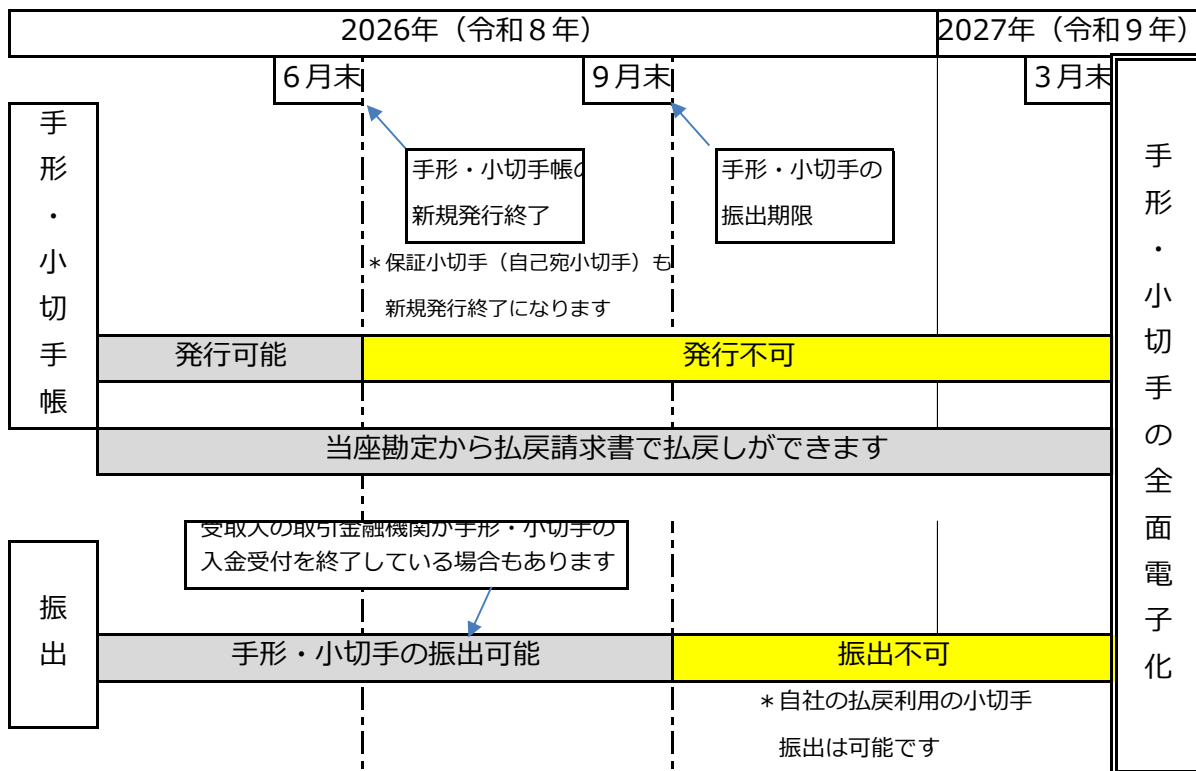 2026年（令和８年）
2027年（令和９年）
６月末
９月末
３月末
手形・小切手帳
手形・小切手帳の
新規発行終了
手形・小切手の
振出期限
＊保証小切手（自己宛小切手）も
新規発行終了になります
発行可能
発行不可
当座勘定から払戻請求書で払戻しができます
受取人の取引金融機関が手形・小切手の
入金受付を終了している場合もあります
振出
手形・小切手の振出可能
振出不可
＊自社の払戻利用の小切手
振出は可能です
手形・小切手の全面電子化